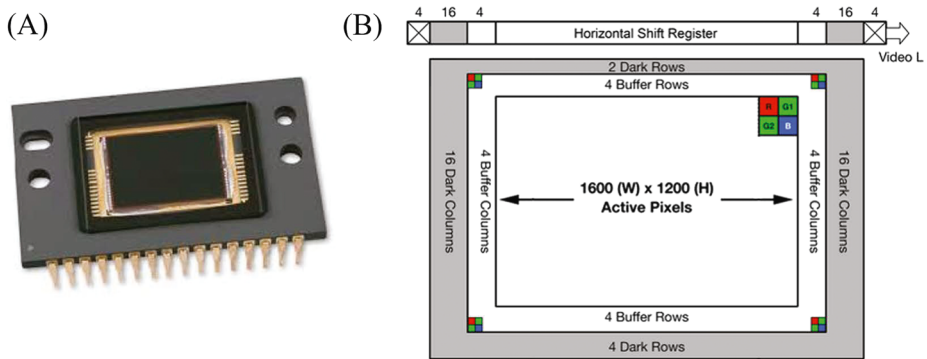 (A)
(B)
4 16 4
4 16 4
Horizontal Shift Register
Video L
2 Dark Rows
4 Buffer Rows
R G1
G2 B
16 Dark Columns
4 Buffer Columns
1600 (W) x 1200 (H)
Active Pixels
4 Buffer Columns
16 Dark Columns
4 Buffer Rows
4 Dark Rows